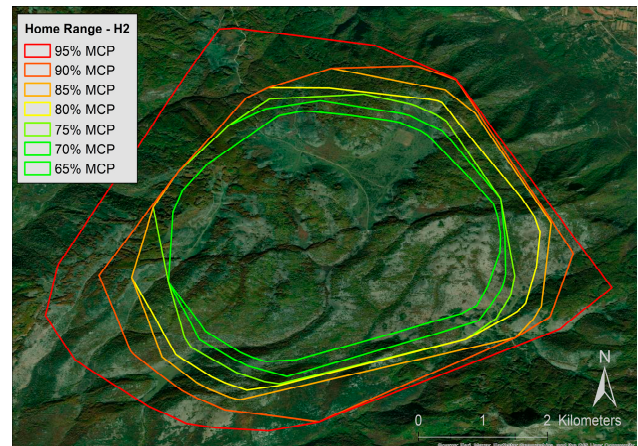 Home Range - H2
95% MCP
90% MCP
85% MCP
80% MCP
75% MCP
70% MCP
65% MCP
N
0 1 2 Kilometers